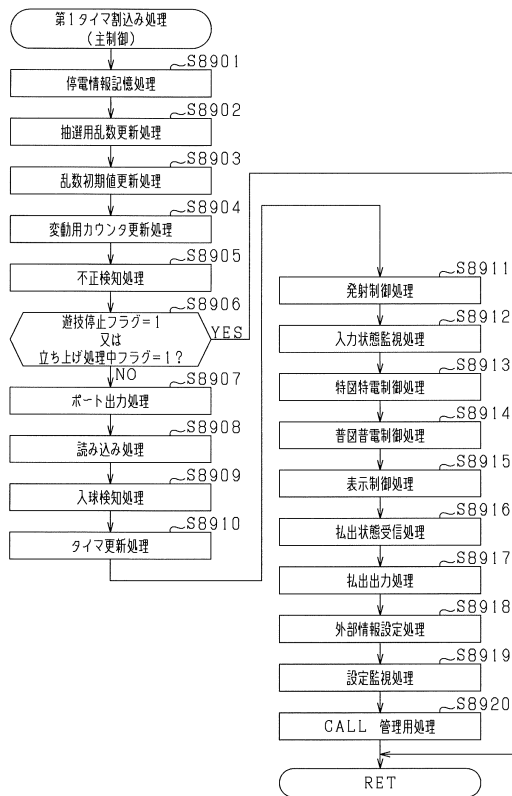 第1タイマ割込み処理
(主制御)
S8901
停電情報記憶処理
S8902
抽選用乱数更新処理
S8903
乱数初期値更新処理
S8904
変動用カウンタ更新処理
S8905
不正検知処理
S8906
遊技停止フラグ=1
又は
立ち上げ処理中フラグ=1?
YES
NO
S8907
ポート出力処理
S8908
読み込み処理
S8909
入球検知処理
S8910
タイマ更新処理
S8911
発射制御処理
S8912
入力状態監視処理
S8913
特図特電制御処理
S8914
普図普電制御処理
S8915
表示制御処理
S8916
払出状態受信処理
S8917
払出出力処理
S8918
外部情報設定処理
S8919
設定監視処理
S8920
CALL 管理用処理
RET